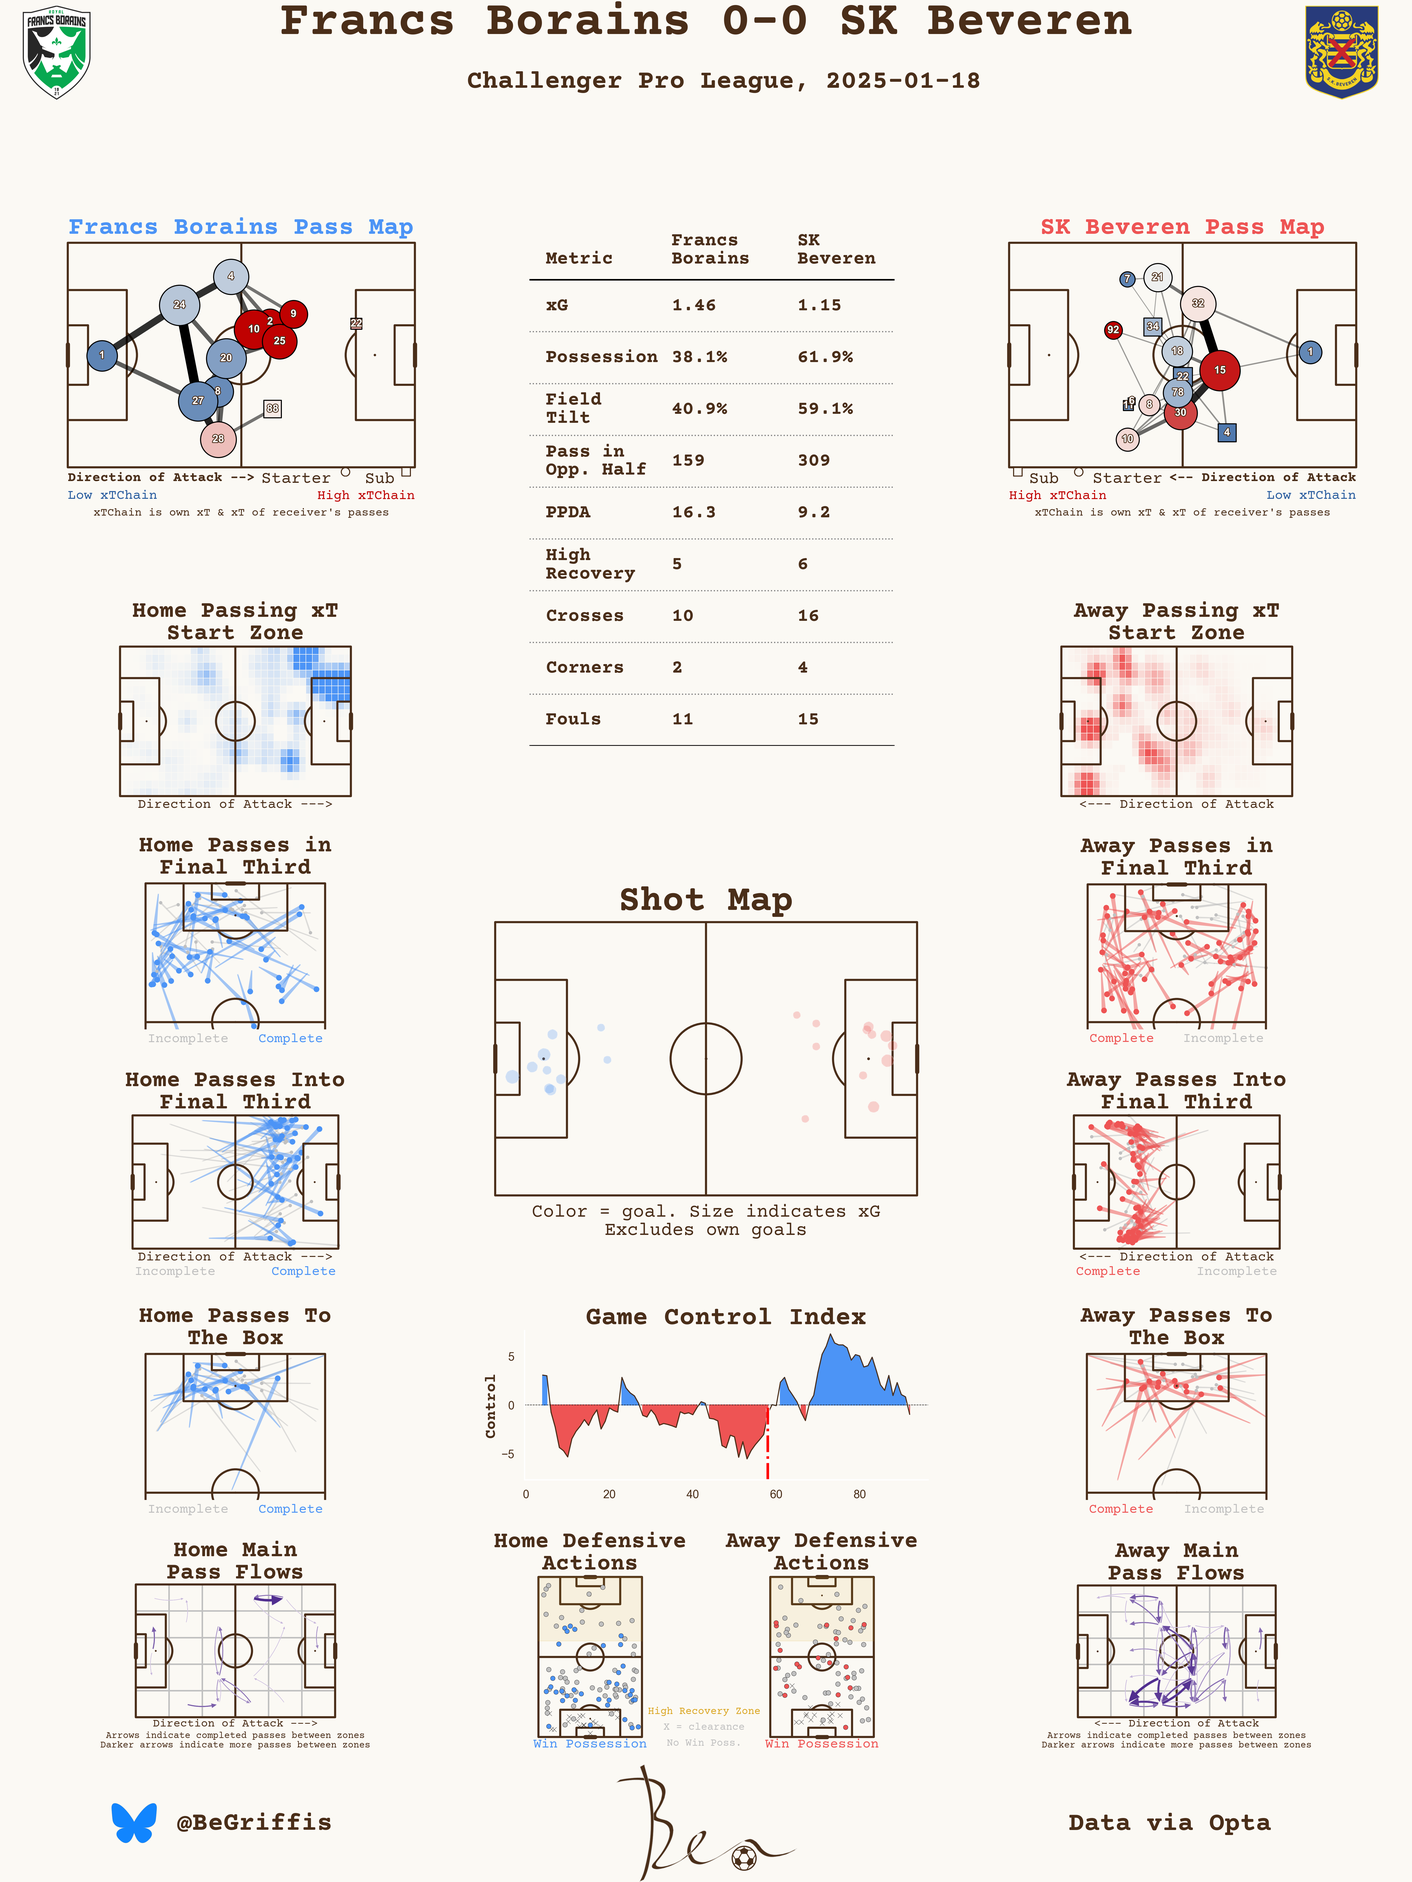 Francs Borains 0-0 SK Beveren
Challenger Pro League, 2025-01-18
ROYAL
FRANCS BORAINS
S.K. BEVEREN
Francs Borains Pass Map
4
24
9
2
10
25
22
1
20
8
27
88
28
Direction of Attack --> Starter Sub
Low xTChain High xTChain
xTChain is own xT & xT of receiver's passes
Metric Francs Borains SK Beveren
xG 1.46 1.15
Possession 38.1% 61.9%
Field Tilt 40.9% 59.1%
Pass in Opp. Half 159 309
PPDA 16.3 9.2
High Recovery 5 6
Crosses 10 16
Corners 2 4
Fouls 11 15
SK Beveren Pass Map
7
21
32
92
34
18
1
15
22
78
6
8
30
10
4
Sub Starter <-- Direction of Attack
High xTChain Low xTChain
xTChain is own xT & xT of receiver's passes
Home Passing xT
Start Zone
Direction of Attack --->
Away Passing xT
Start Zone
<--- Direction of Attack
Home Passes in
Final Third
Incomplete Complete
Shot Map
Color = goal. Size indicates xG
Excludes own goals
Away Passes in
Final Third
Complete Incomplete
Home Passes Into
Final Third
Direction of Attack --->
Incomplete Complete
Away Passes Into
Final Third
<--- Direction of Attack
Complete Incomplete
Home Passes To
The Box
Incomplete Complete
Game Control Index
Control
5
0
−5
0 20 40 60 80
Away Passes To
The Box
Complete Incomplete
Home Main
Pass Flows
Direction of Attack --->
Arrows indicate completed passes between zones
Darker arrows indicate more passes between zones
Home Defensive
Actions
Win Possession
High Recovery Zone
X = clearance
No Win Poss.
Away Defensive
Actions
Win Possession
Away Main
Pass Flows
<--- Direction of Attack
Arrows indicate completed passes between zones
Darker arrows indicate more passes between zones
@BeGriffis
Ben
Data via Opta